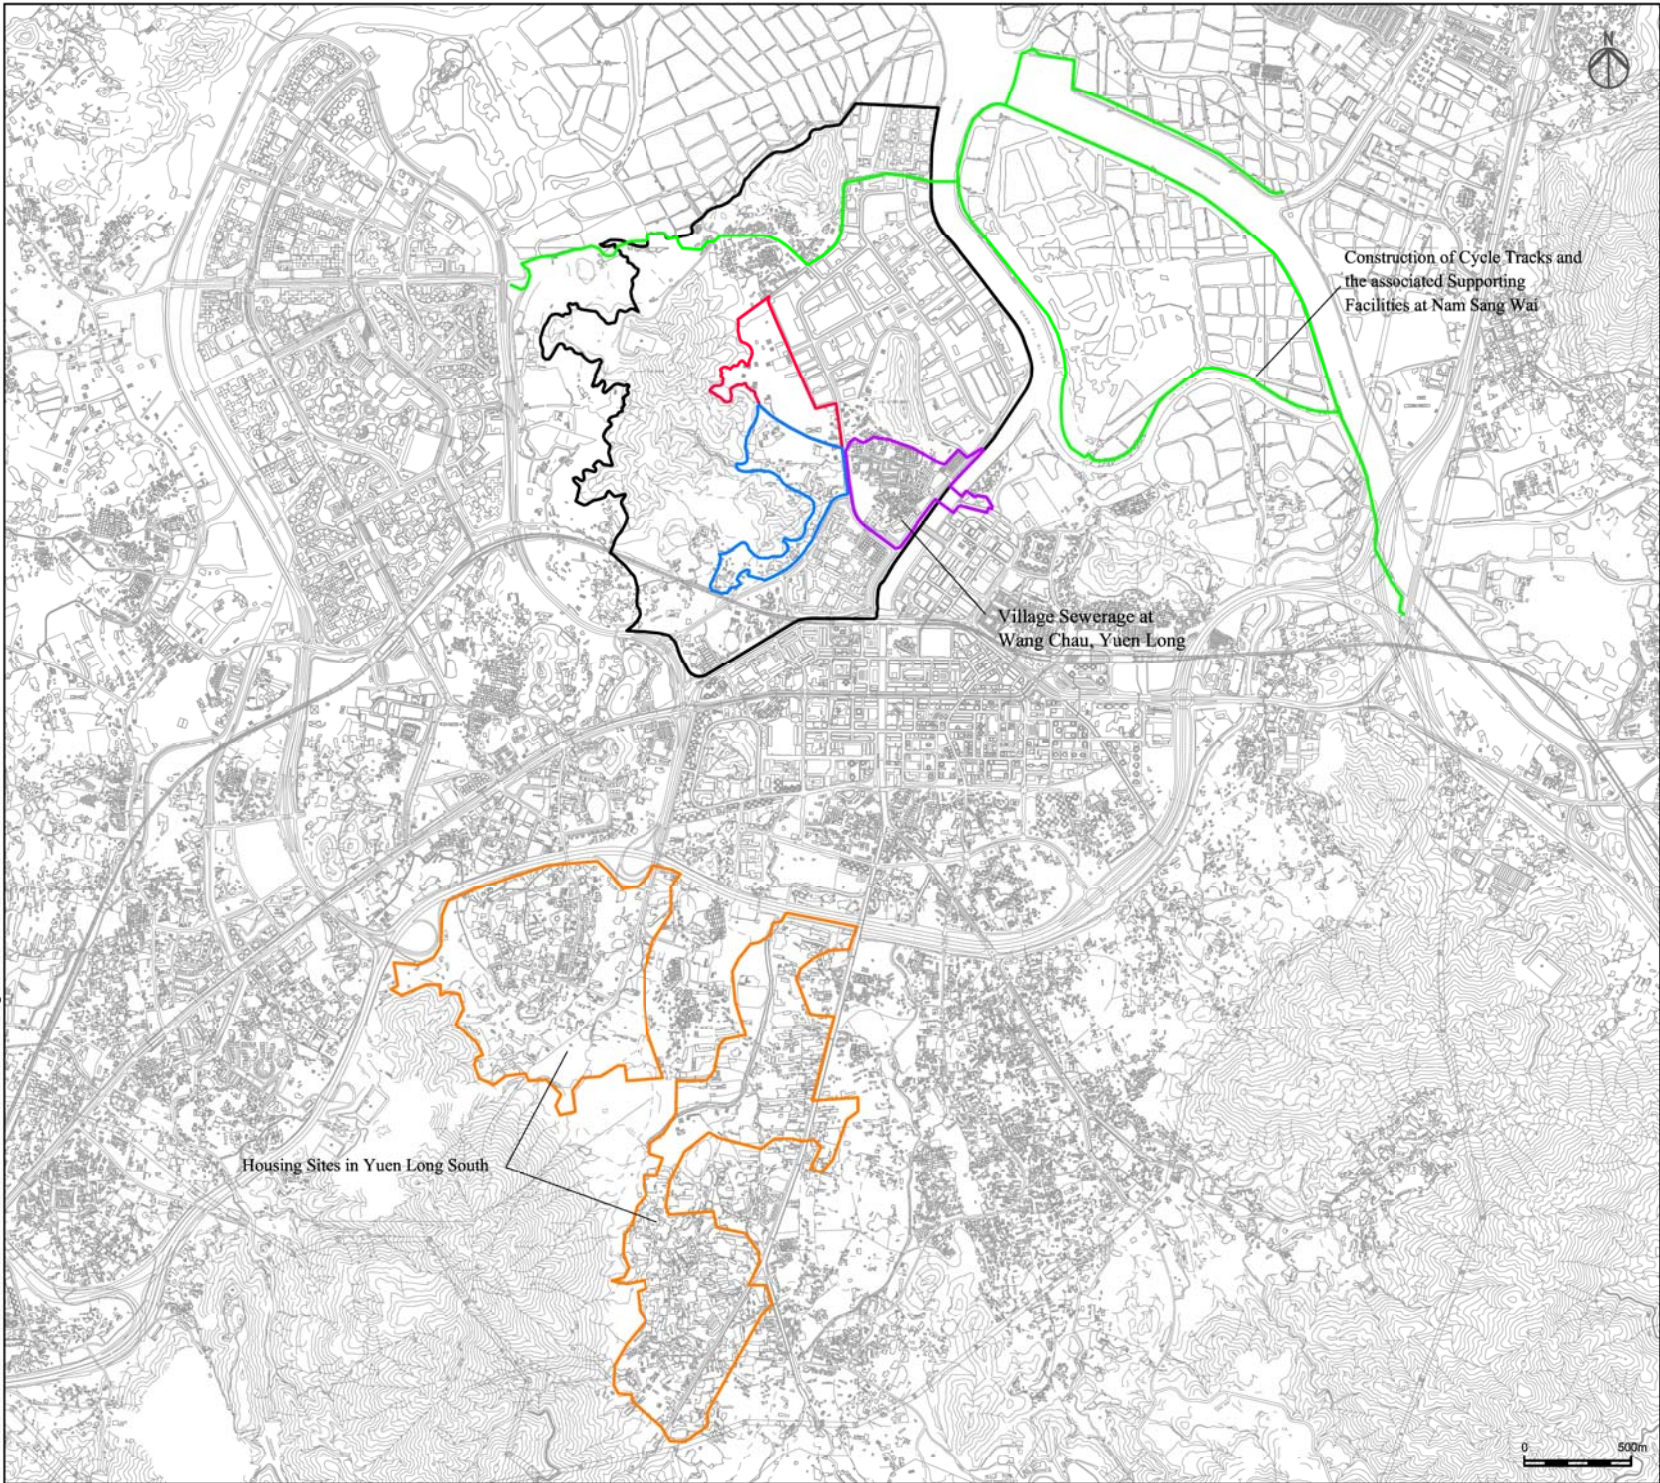 N
Construction of Cycle Tracks and
the associated Supporting
Facilities at Nam Sang Wai
Village Sewerage at
Wang Chau, Yuen Long
Housing Sites in Yuen Long South
0 500m